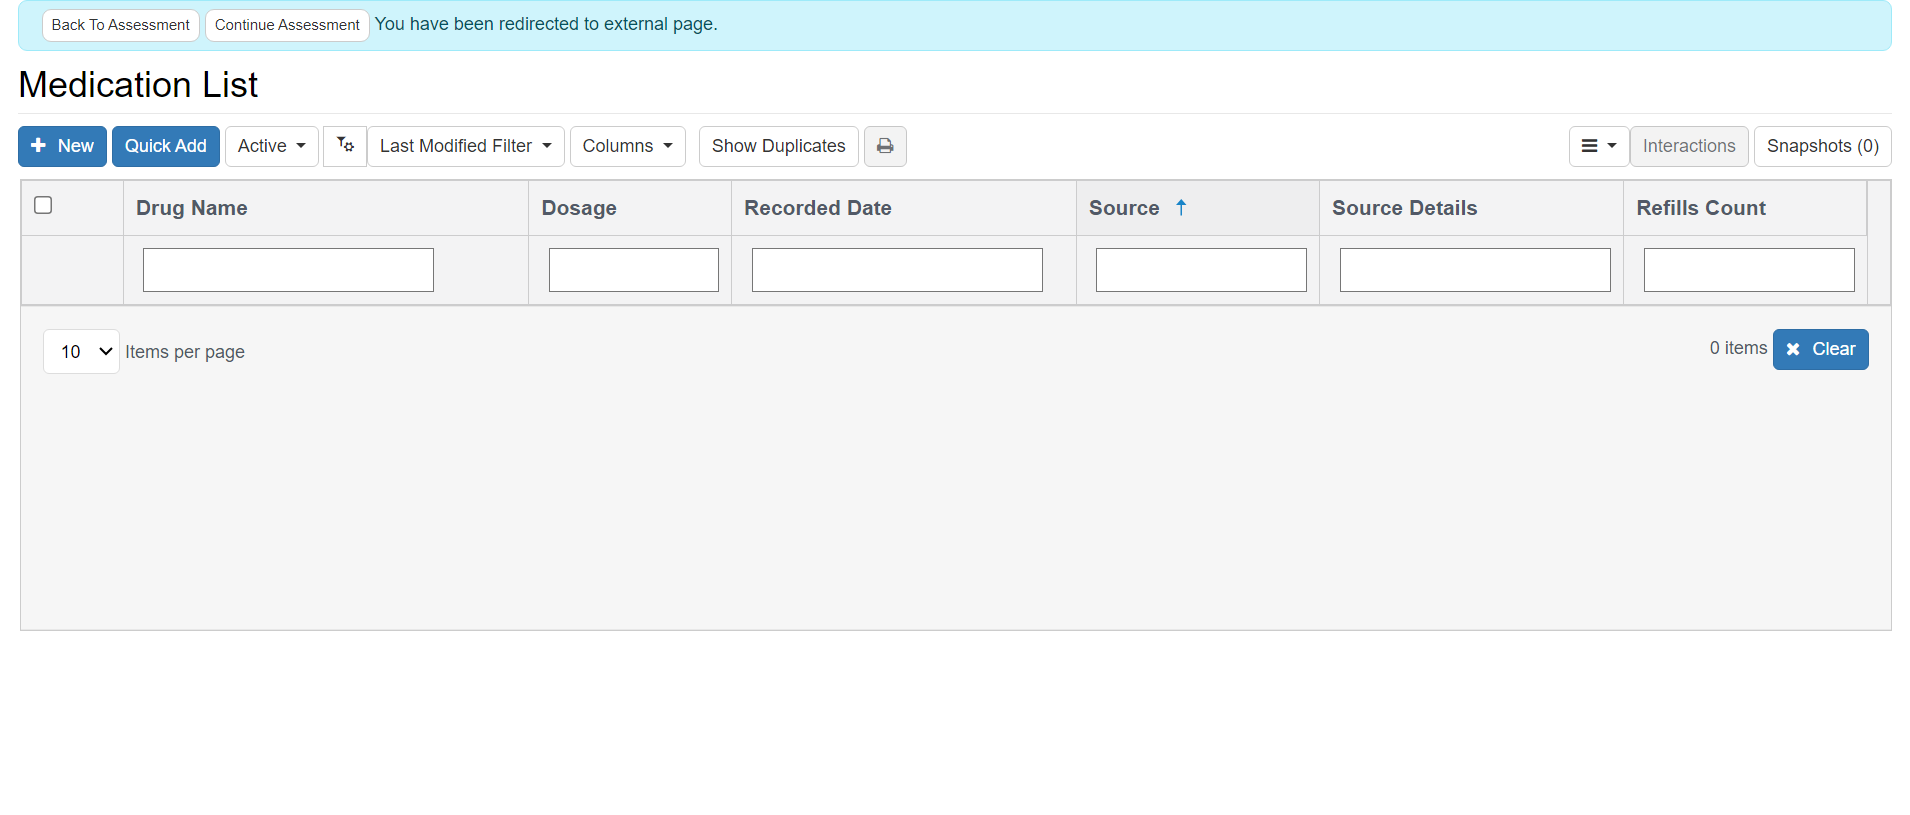 Back To Assessment Continue Assessment You have been redirected to external page.
Medication List
New Quick Add Active Last Modified Filter Columns Show Duplicates Interactions Snapshots (0)
Drug Name Dosage Recorded Date Source Source Details Refills Count
10 Items per page 0 items Clear